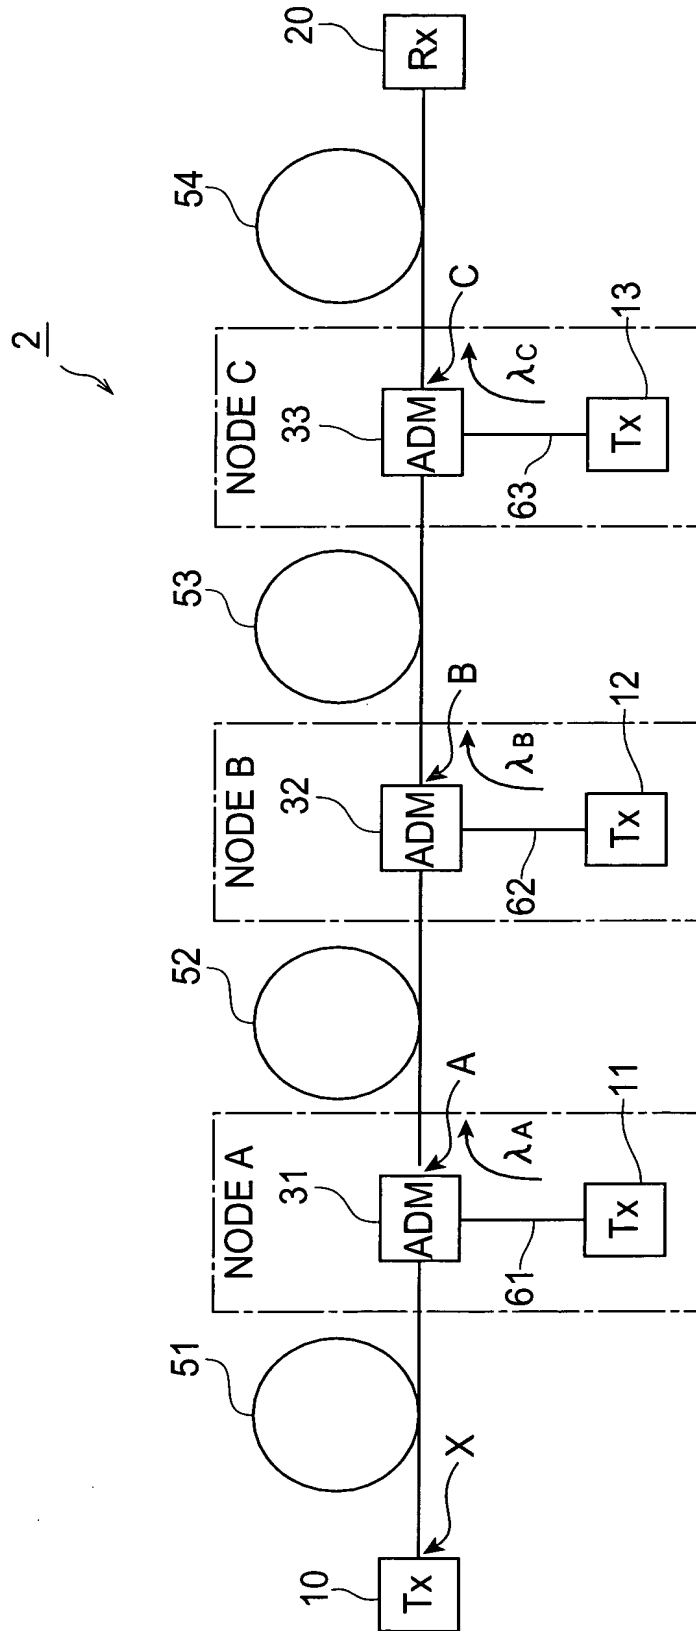 2
NODE A
NODE B
NODE C
51
52
53
54
31
32
33
10
20
Tx
ADM
ADM
ADM
Rx
X
A
B
C
λA
λB
λC
61
62
63
11
12
13
Tx
Tx
Tx